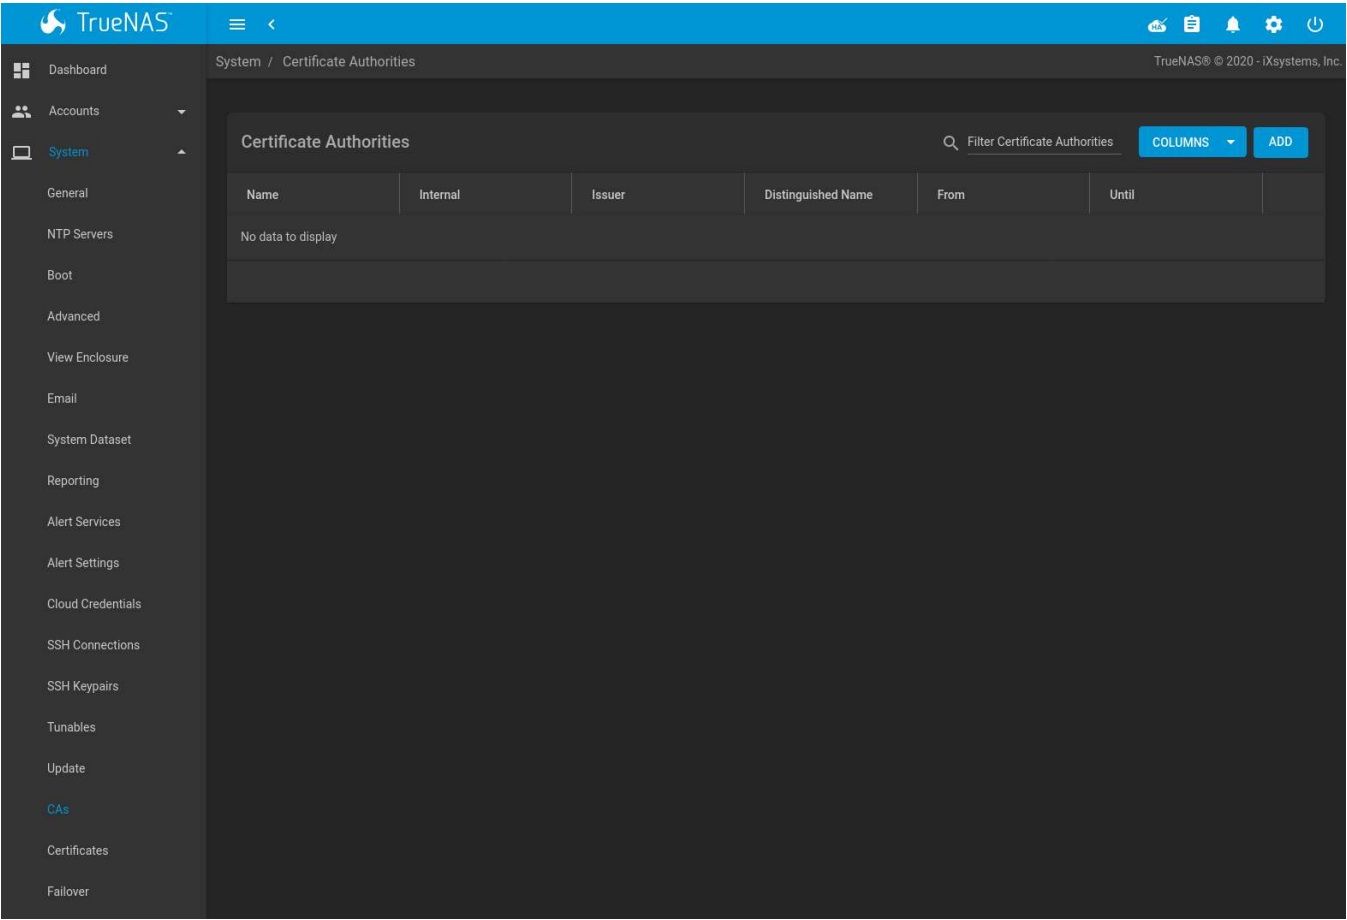 TrueNAS™
HA
Dashboard
Accounts
System
General
NTP Servers
Boot
Advanced
View Enclosure
Email
System Dataset
Reporting
Alert Services
Alert Settings
Cloud Credentials
SSH Connections
SSH Keypairs
Tunables
Update
CAs
Certificates
Failover
System / Certificate Authorities
TrueNAS® © 2020 - iXsystems, Inc.
Certificate Authorities
Filter Certificate Authorities
COLUMNS
ADD
Name Internal Issuer Distinguished Name From Until
No data to display